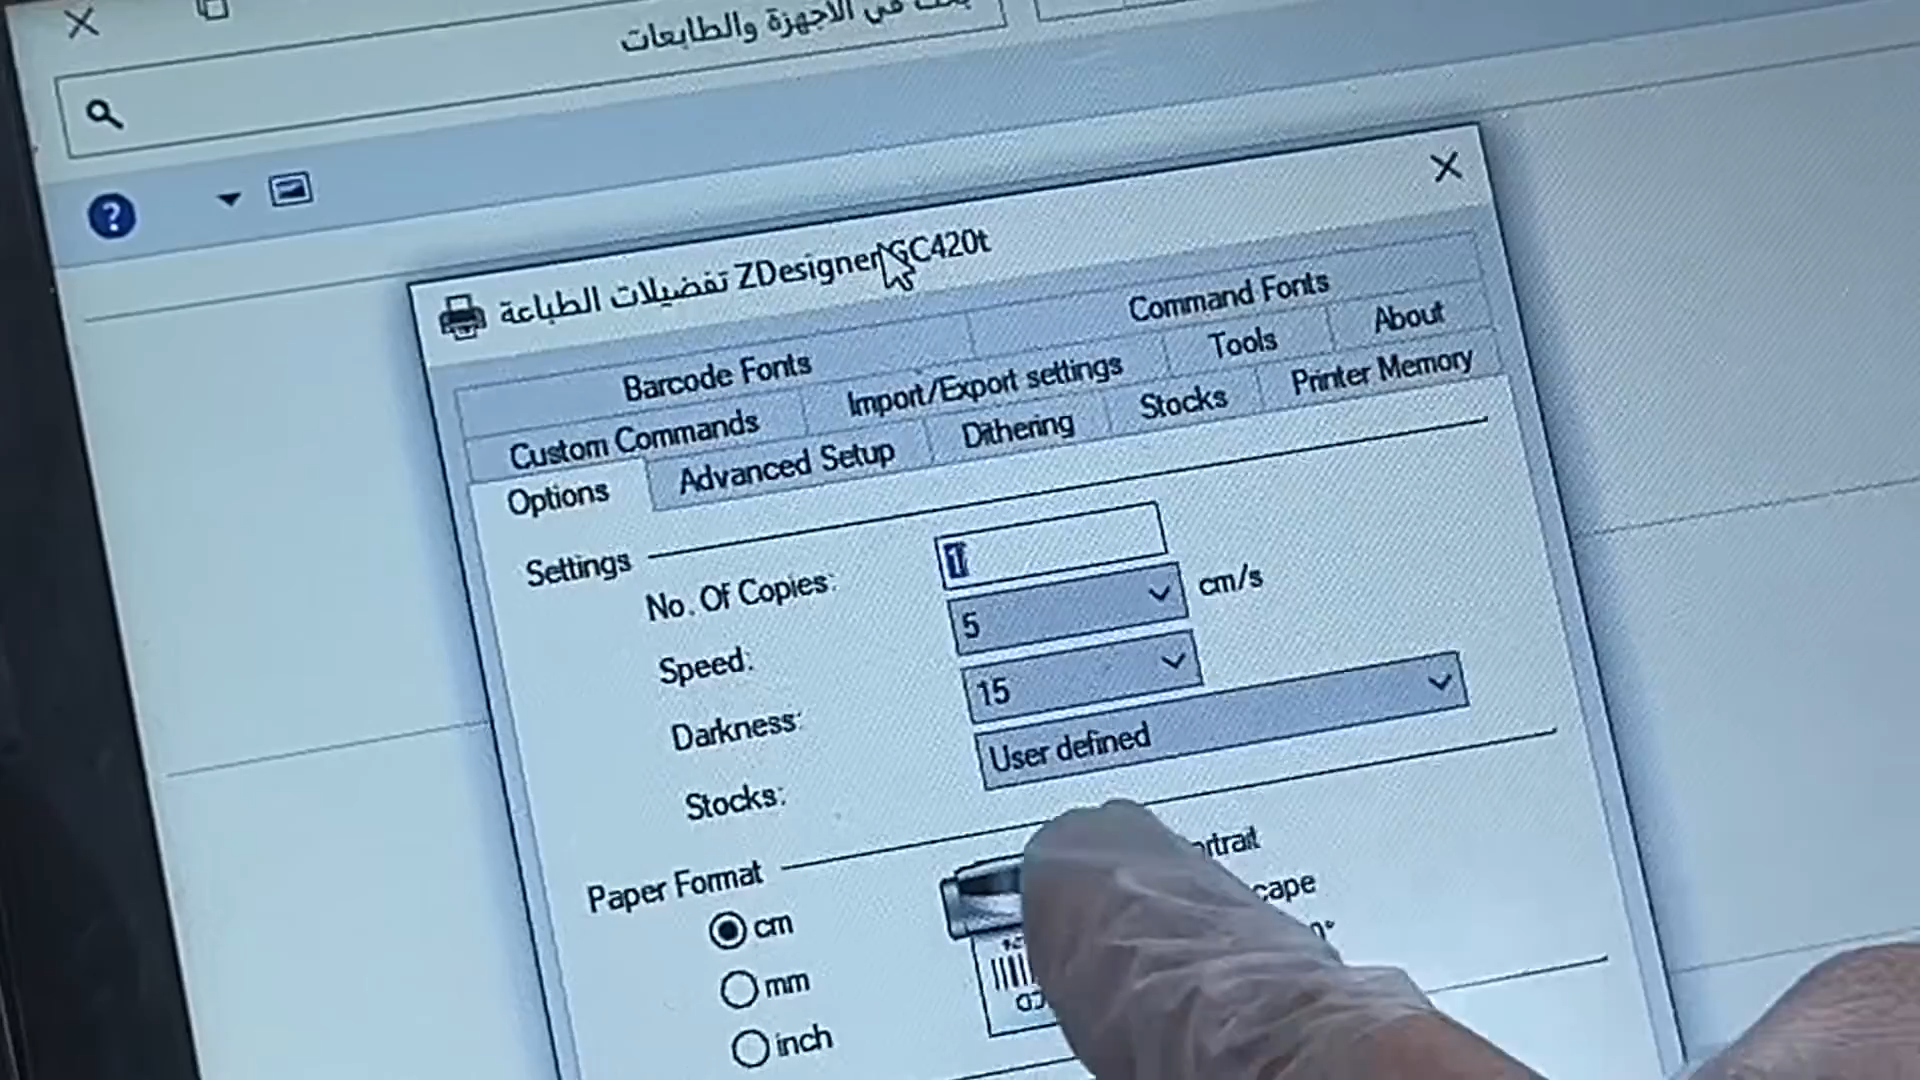 في الأجهزة والطابعات
تفضيلات الطباعة ZDesigner GC420t
Barcode Fonts
Command Fonts
Custom Commands
Import/Export settings
Tools
About
Options
Advanced Setup
Dithering
Stocks
Printer Memory
Settings
No. Of Copies: 1
Speed: 5 cm/s
Darkness: 15
Stocks: User defined
Paper Format
cm
mm
inch